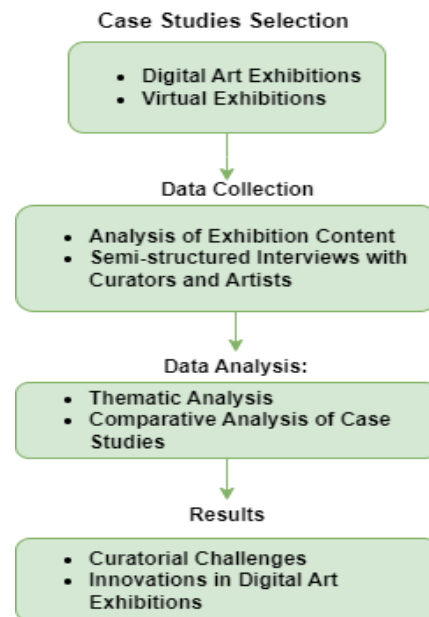 Case Studies Selection
• Digital Art Exhibitions
• Virtual Exhibitions
Data Collection
• Analysis of Exhibition Content
• Semi-structured Interviews with
Curators and Artists
Data Analysis:
• Thematic Analysis
• Comparative Analysis of Case
Studies
Results
• Curatorial Challenges
• Innovations in Digital Art
Exhibitions